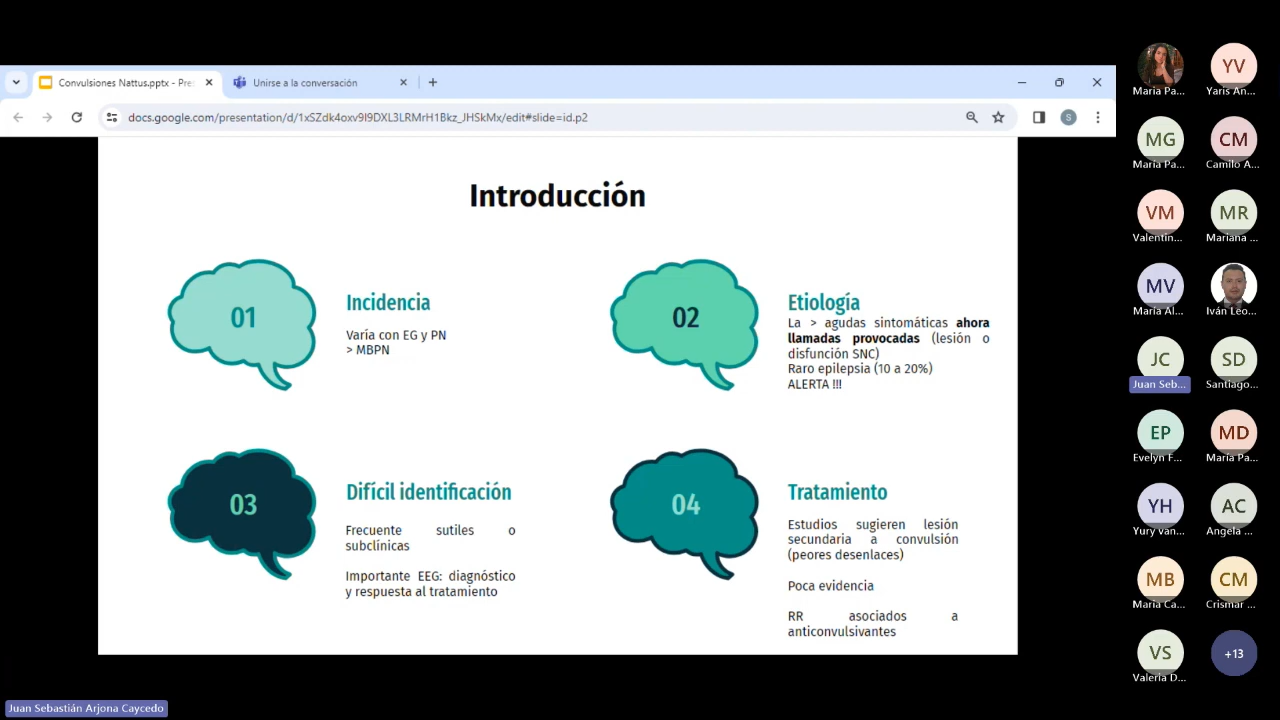 Convulsiones Nattus.pptx - Pre
Unirse a la conversación
docs.google.com/presentation/d/1xSZdk4oxv9I9DXL3LRMrH1Bkz_JHSkMx/edit#slide=id.p2
S
Introducción
01
Incidencia
Varía con EG y PN
> MBPN
02
Etiología
La > agudas sintomáticas ahora
llamadas provocadas (lesión o
disfunción SNC)
Raro epilepsia (10 a 20%)
ALERTA !!!
03
Difícil identificación
Frecuente sutiles o
subclínicas
Importante EEG: diagnóstico
y respuesta al tratamiento
04
Tratamiento
Estudios sugieren lesión
secundaria a convulsión
(peores desenlaces)
Poca evidencia
RR asociados a
anticonvulsivantes
Maria Pa...
YV
Yaris An...
MG
Maria Pa...
CM
Camilo A...
VM
Valentin...
MR
Mariana ...
MV
María Al...
Iván Leo...
JC
Juan Seb...
SD
Santiago...
EP
Evelyn F...
MD
María Pa...
YH
Yury van...
AC
Angela ...
MB
Maria Ca...
CM
Crismar ...
VS
Valeria D...
+13
Juan Sebastián Arjona Caycedo